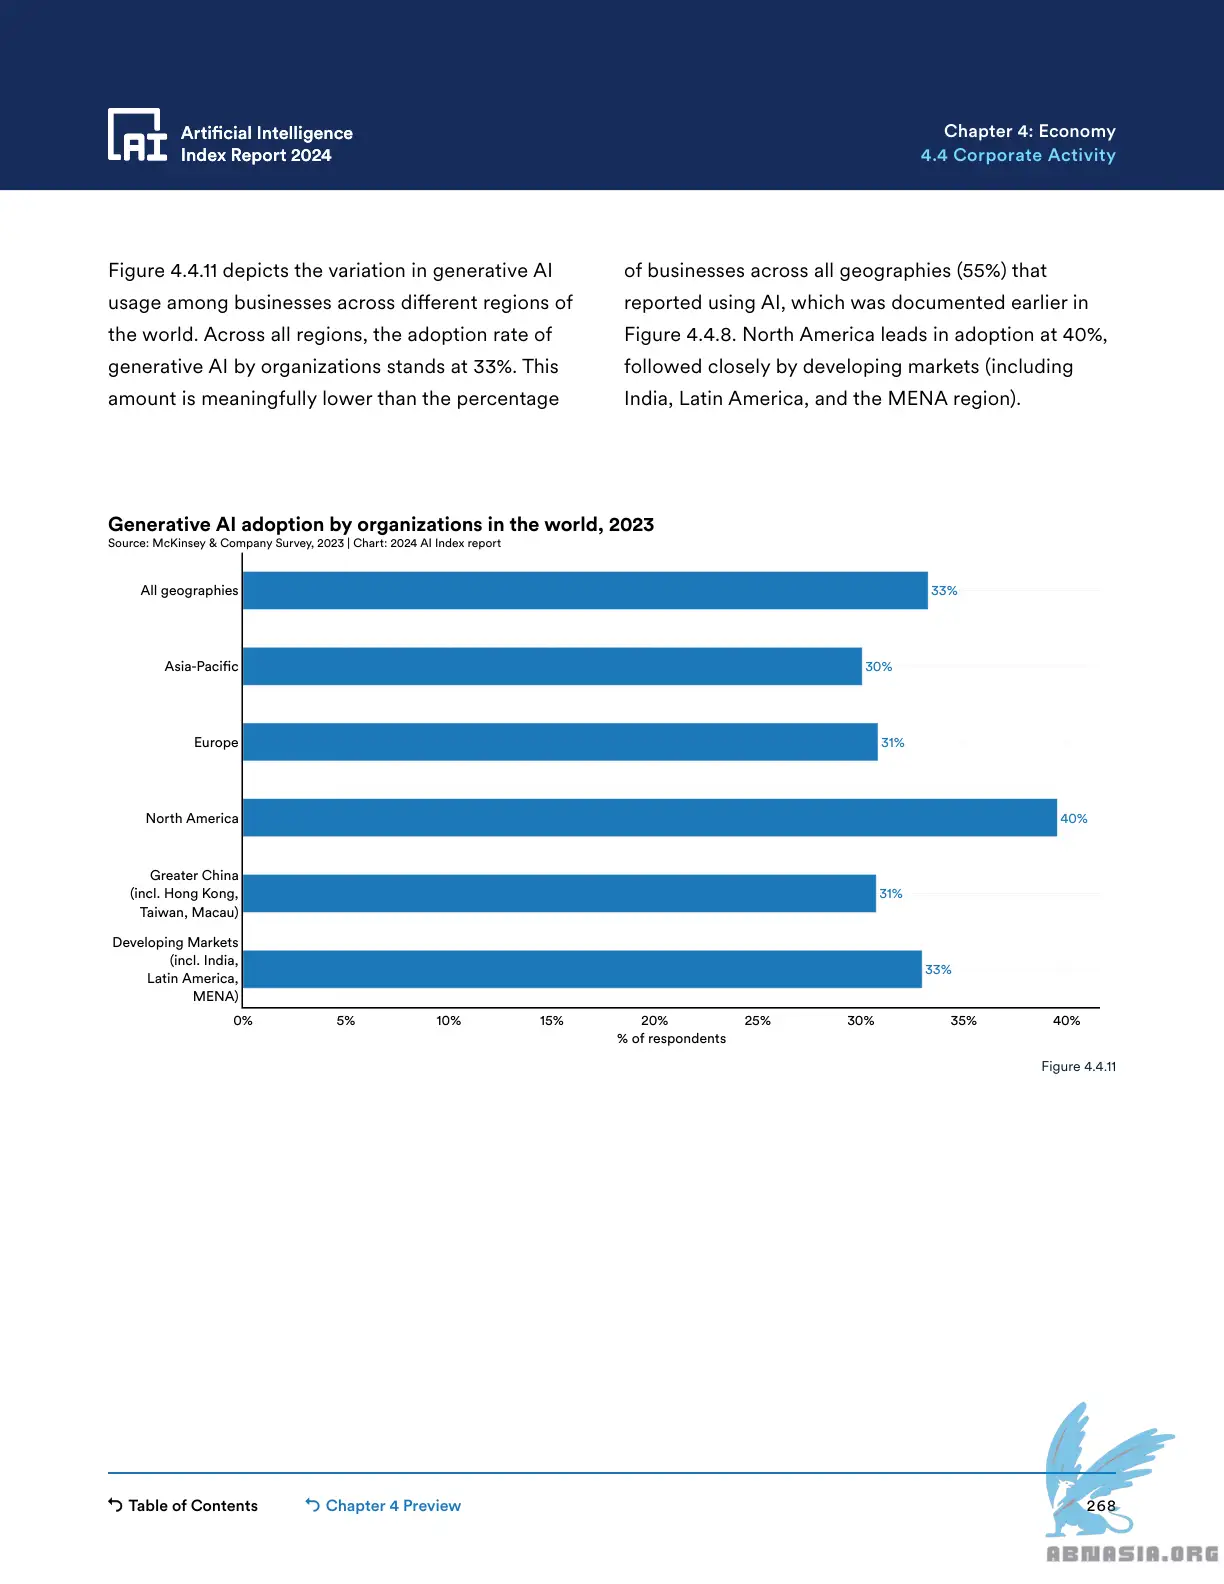 AI
Artificial Intelligence
Index Report 2024
Chapter 4: Economy
4.4 Corporate Activity
Figure 4.4.11 depicts the variation in generative AI
usage among businesses across different regions of
the world. Across all regions, the adoption rate of
generative AI by organizations stands at 33%. This
amount is meaningfully lower than the percentage
of businesses across all geographies (55%) that
reported using AI, which was documented earlier in
Figure 4.4.8. North America leads in adoption at 40%,
followed closely by developing markets (including
India, Latin America, and the MENA region).
Generative AI adoption by organizations in the world, 2023
Source: McKinsey & Company Survey, 2023 | Chart: 2024 AI Index report
All geographies
33%
Asia-Pacific
30%
Europe
31%
North America
40%
Greater China
(incl. Hong Kong,
Taiwan, Macau)
31%
Developing Markets
(incl. India,
Latin America,
MENA)
33%
0% 5% 10% 15% 20% 25% 30% 35% 40%
% of respondents
Figure 4.4.11
Table of Contents
Chapter 4 Preview
268
ABNASIA.ORG